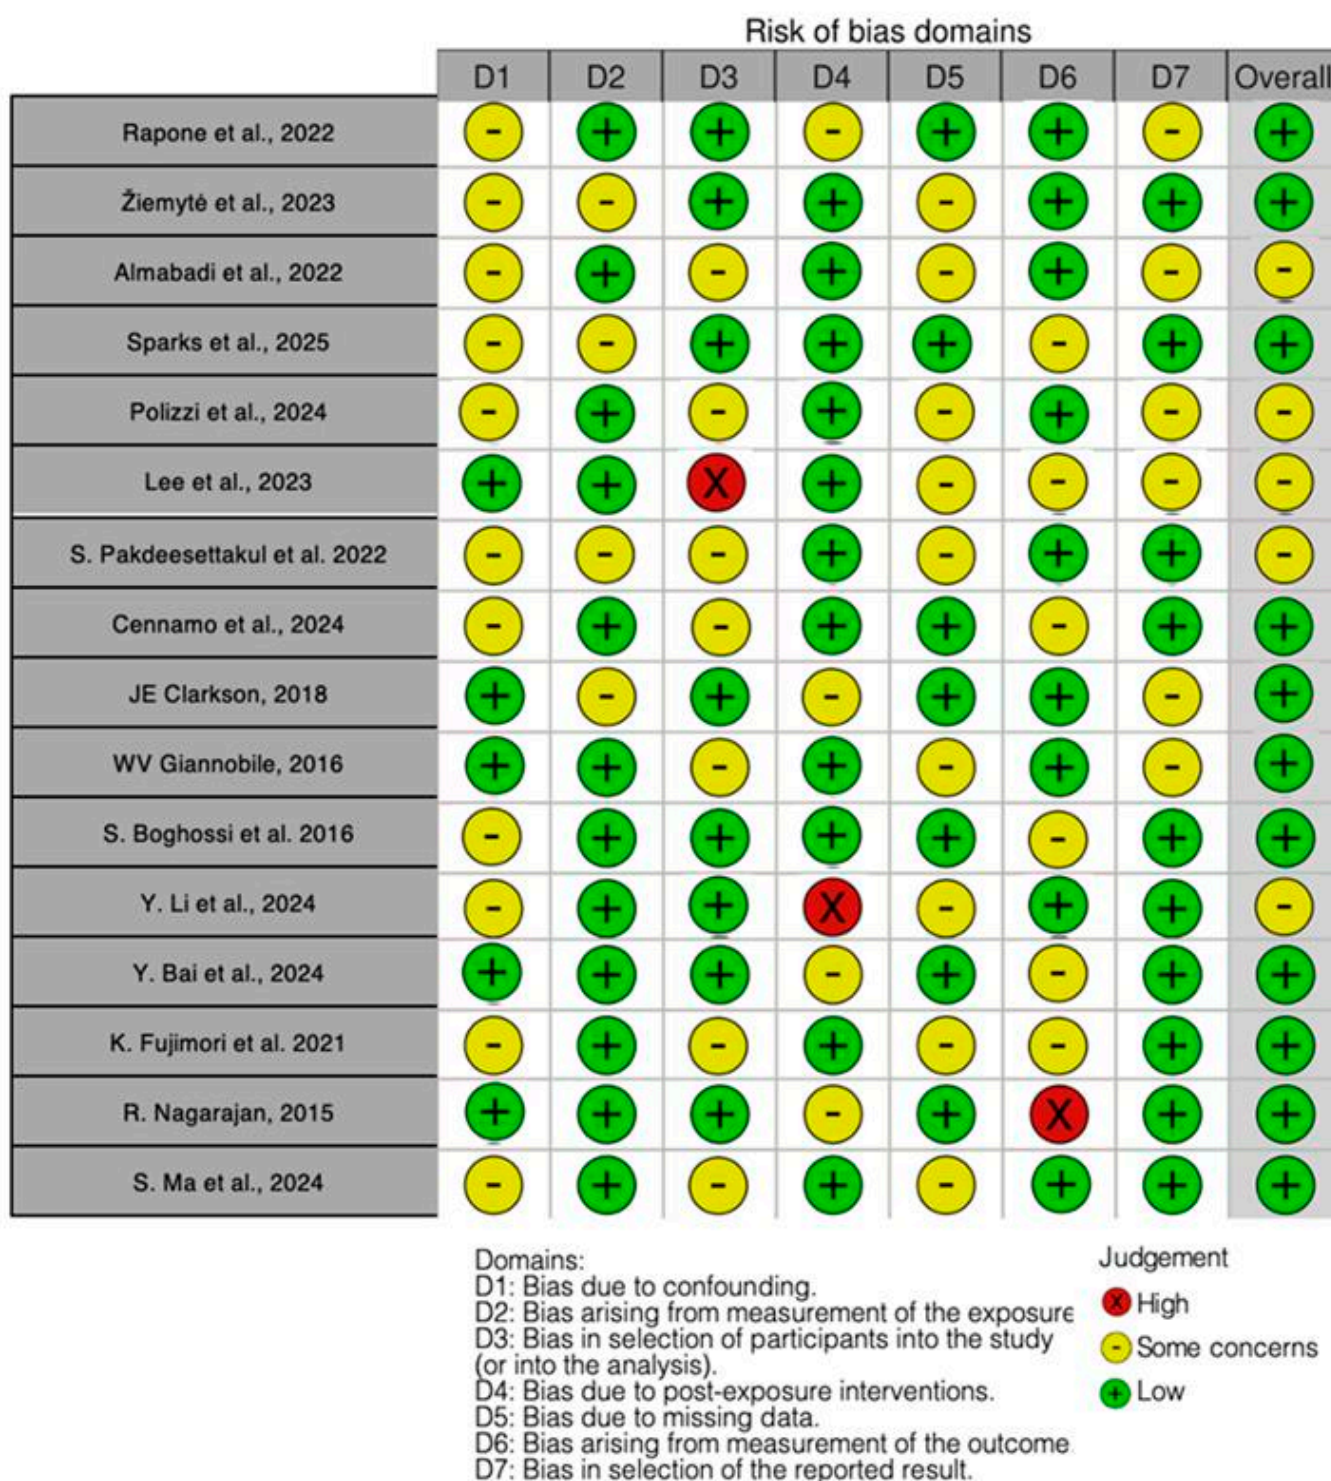 Risk of bias domains
D1 D2 D3 D4 D5 D6 D7 Overall
Rapone et al., 2022 - + + - + + - +
Žiemytė et al., 2023 - - + + - + + +
Almabadi et al., 2022 - + - + - + - -
Sparks et al., 2025 - - + + + - + +
Polizzi et al., 2024 - + - + - + - -
Lee et al., 2023 + + X + - - - -
S. Pakdeesettakul et al. 2022 - - - + - + + -
Cennamo et al., 2024 - + - + + - + +
JE Clarkson, 2018 + - + - + + - +
WV Giannobile, 2016 + + - + - + - +
S. Boghossi et al. 2016 - + + + + - + +
Y. Li et al., 2024 - + + X - + + -
Y. Bai et al., 2024 + + + - + - + +
K. Fujimori et al. 2021 - + - + - - + +
R. Nagarajan, 2015 + + + - + X + +
S. Ma et al., 2024 - + - + - + + +
Domains:
D1: Bias due to confounding.
D2: Bias arising from measurement of the exposure
D3: Bias in selection of participants into the study
(or into the analysis).
D4: Bias due to post-exposure interventions.
D5: Bias due to missing data.
D6: Bias arising from measurement of the outcome
D7: Bias in selection of the reported result.
Judgement
X High
- Some concerns
+ Low